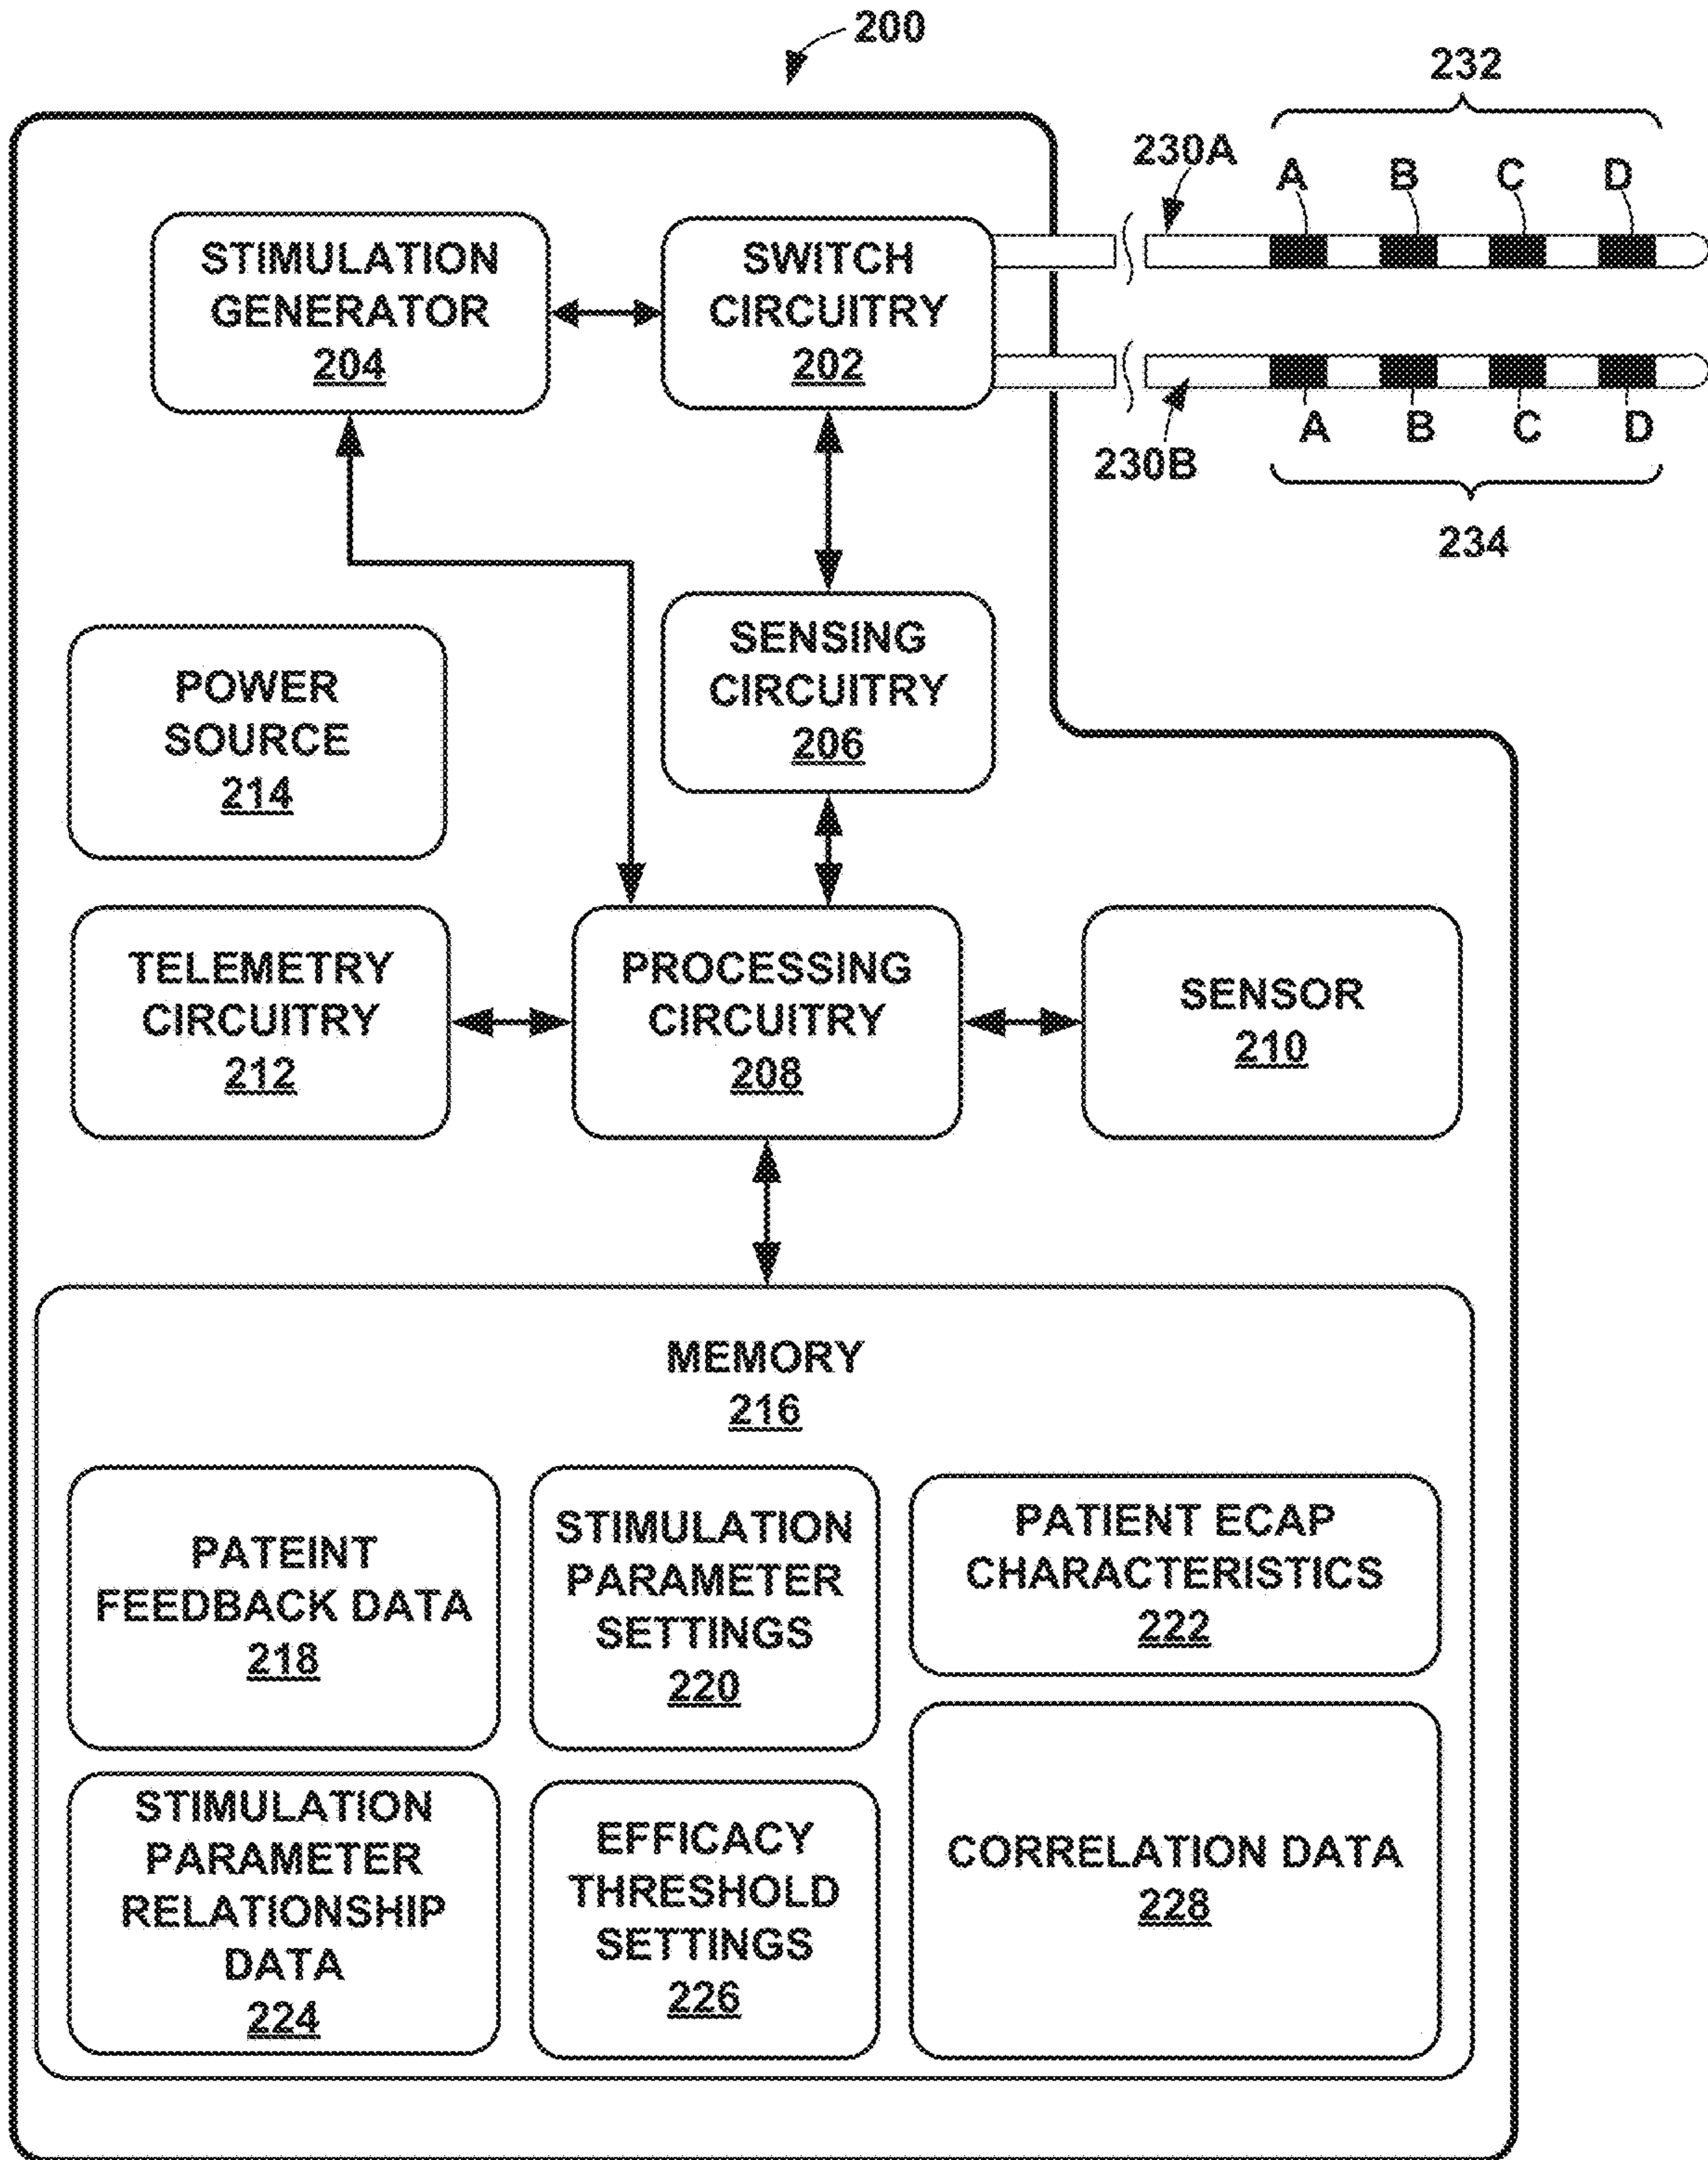 200
232
230A
A B C D
STIMULATION
GENERATOR
204
SWITCH
CIRCUITRY
202
A B C D
230B
234
SENSING
CIRCUITRY
206
POWER
SOURCE
214
TELEMETRY
CIRCUITRY
212
PROCESSING
CIRCUITRY
208
SENSOR
210
MEMORY
216
PATEINT
FEEDBACK DATA
218
STIMULATION
PARAMETER
SETTINGS
220
PATIENT ECAP
CHARACTERISTICS
222
STIMULATION
PARAMETER
RELATIONSHIP
DATA
224
EFFICACY
THRESHOLD
SETTINGS
226
CORRELATION DATA
228